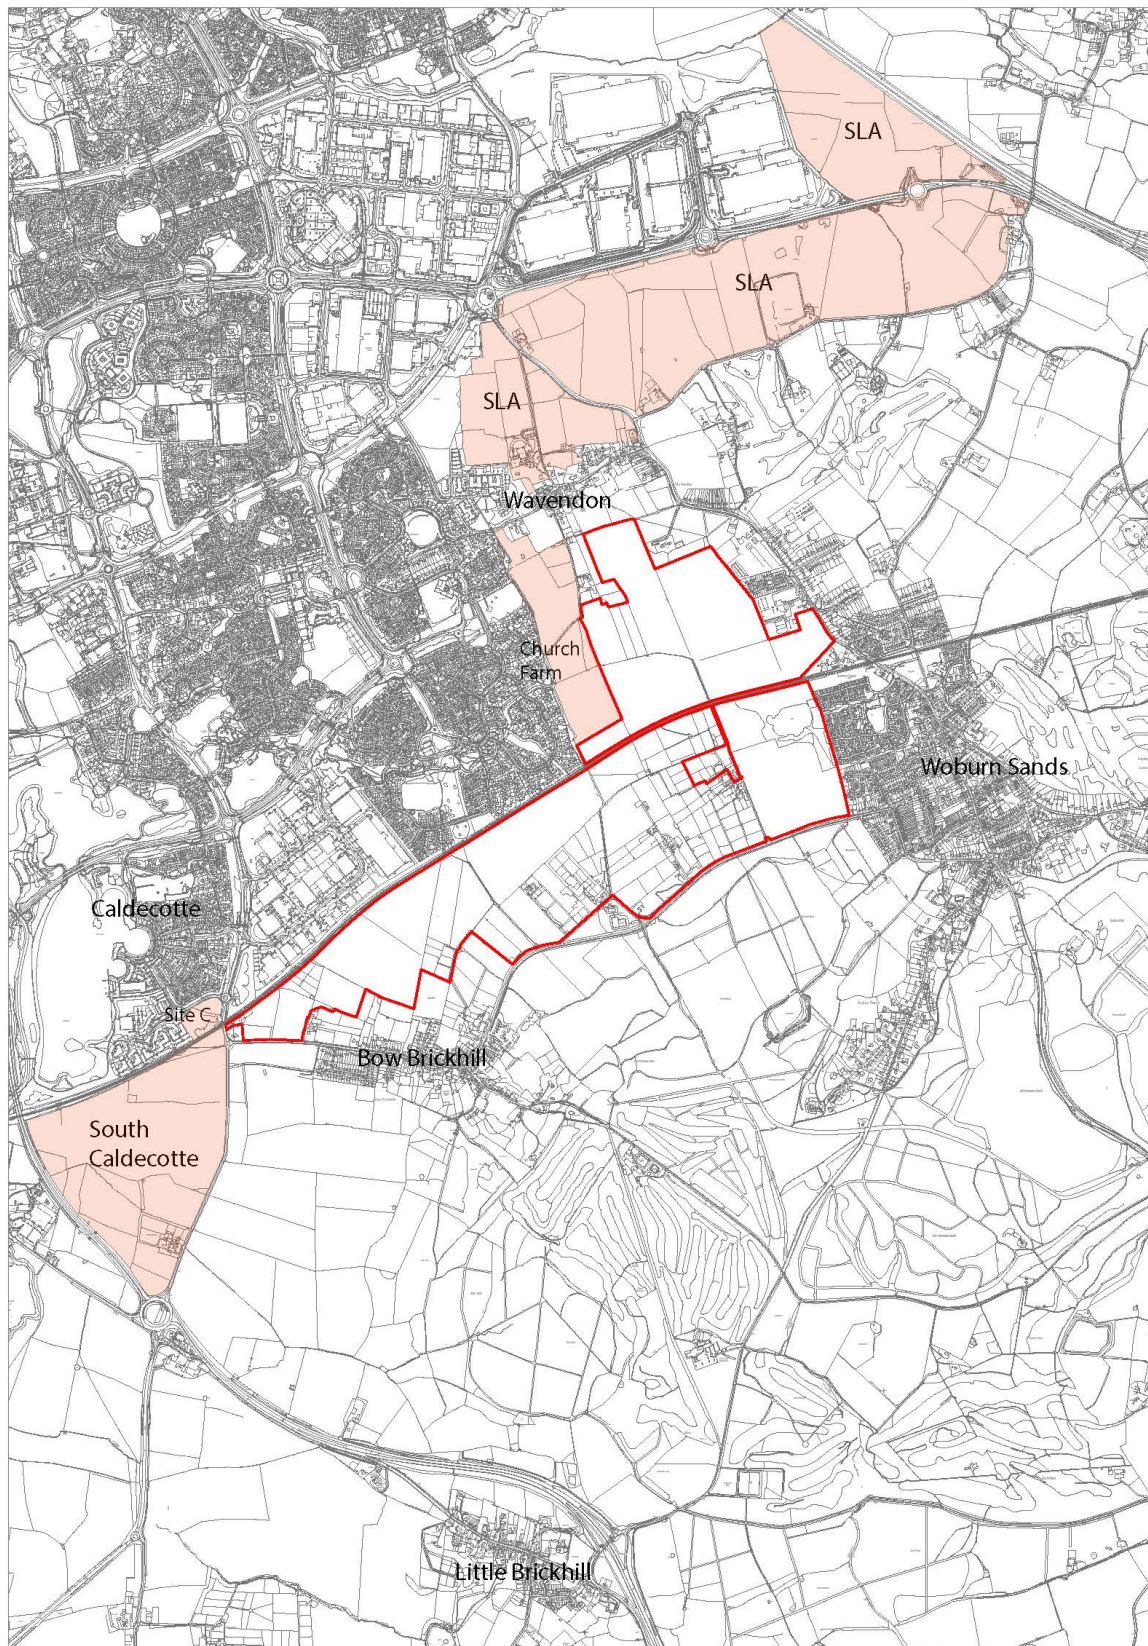 SLA
SLA
SLA
Wavendon
Church
Farm
Woburn Sands
Caldecotte
Site C
Bow Brickhill
South
Caldecotte
Little Brickhill